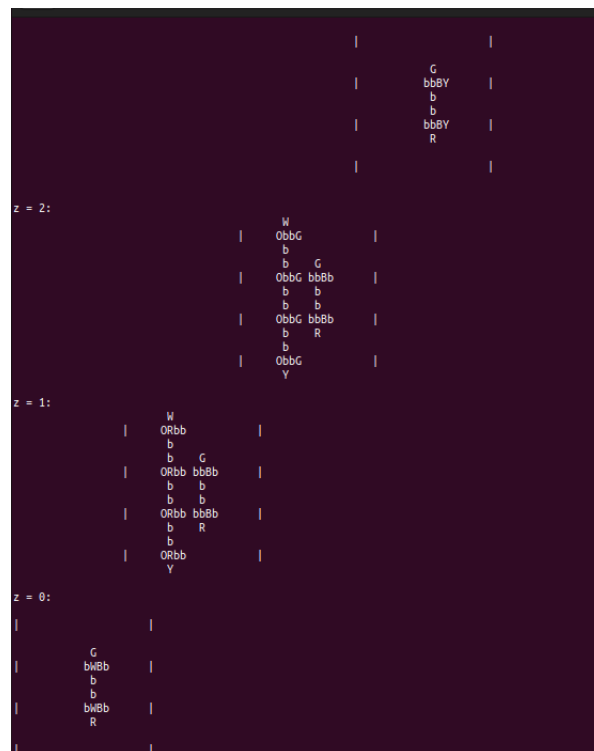 |                   |
           G
|         bbBY      |
           b
           b
|         bbBY      |
           R
|                   |
z = 2:
       W
|     ObbG          |
       b
       b    G
|     ObbG bbBb     |
       b    b
       b    b
|     ObbG bbBb     |
       b    R
       b
|     ObbG          |
       Y
z = 1:
       W
|     ORbb          |
       b
       b    G
|     ORbb bbBb     |
       b    b
       b    b
|     ORbb bbBb     |
       b    R
       b
|     ORbb          |
       Y
z = 0:
|                   |
           G
|         bWBb      |
           b
           b
|         bWBb      |
           R
|                   |